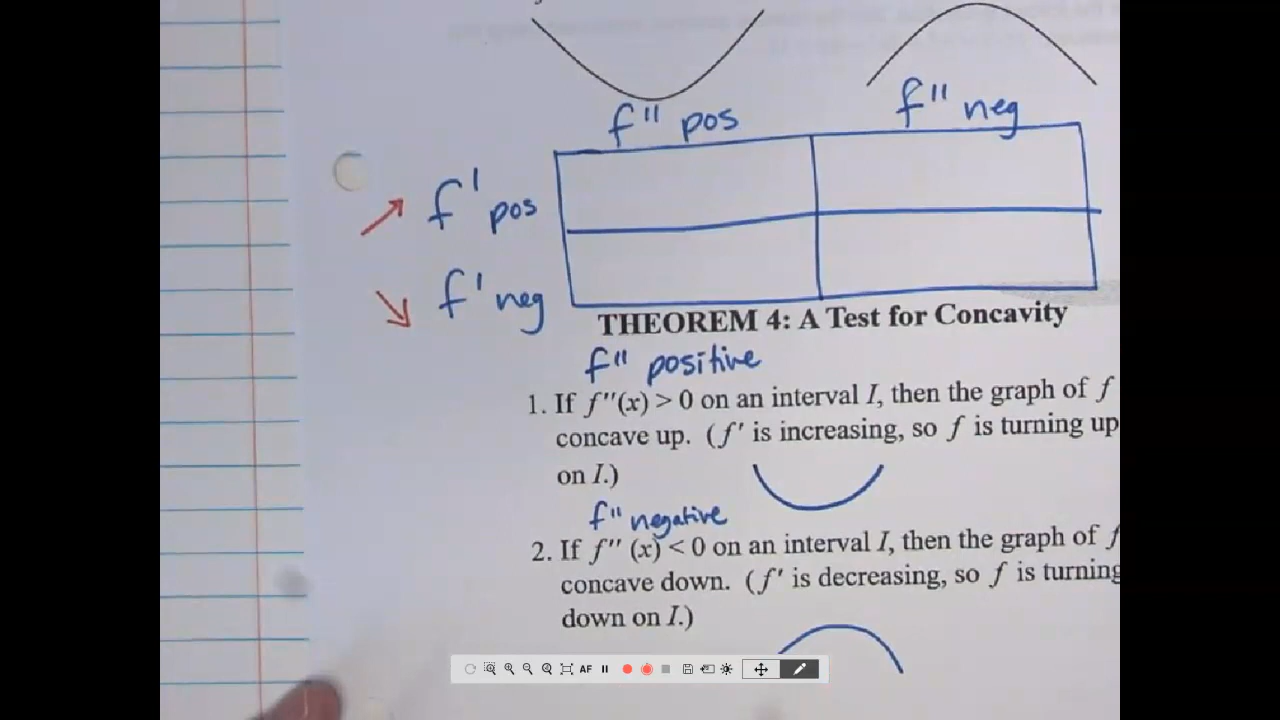 f" pos
f" neg
f' pos
f' neg
THEOREM 4: A Test for Concavity
f" positive
1. If f"(x) > 0 on an interval I, then the graph of f
concave up. (f' is increasing, so f is turning up
on I.)
f" negative
2. If f" (x) < 0 on an interval I, then the graph of f
concave down. (f' is decreasing, so f is turning
down on I.)
AF